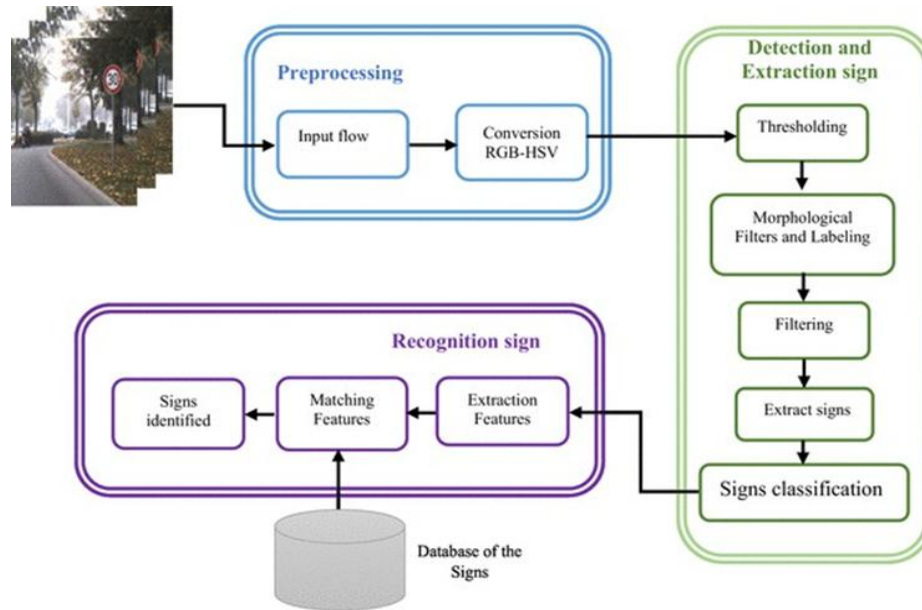 30
Preprocessing
Input flow
Conversion
RGB-HSV
Detection and
Extraction sign
Thresholding
Morphological
Filters and Labeling
Filtering
Extract signs
Signs classification
Recognition sign
Extraction
Features
Matching
Features
Signs
identified
Database of the
Signs